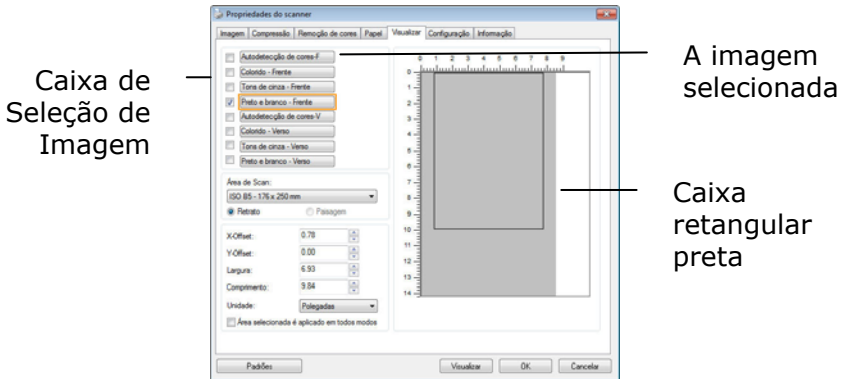 Propriedades do scanner
Imagem Compressão Remoção de cores Papel Visualizar Configuração Informação
Autodetecção de cores-F
Colorido - Frente
Tons de cinza - Frente
Preto e branco - Frente
Autodetecção de cores-V
Colorido - Verso
Tons de cinza - Verso
Preto e branco - Verso
Área de Scan:
ISO B5 - 176 x 250 mm
Retrato Paisagem
X-Offset: 0.78
Y-Offset: 0.00
Largura: 6.93
Comprimento: 9.84
Unidade: Polegadas
Área selecionada é aplicado em todos modos
0 1 2 3 4 5 6 7 8 9
0
1
2
3
4
5
6
7
8
9
10
11
12
13
14
Padrões Visualizar OK Cancelar
Caixa de
Seleção de
Imagem
A imagem
selecionada
Caixa
retangular
preta